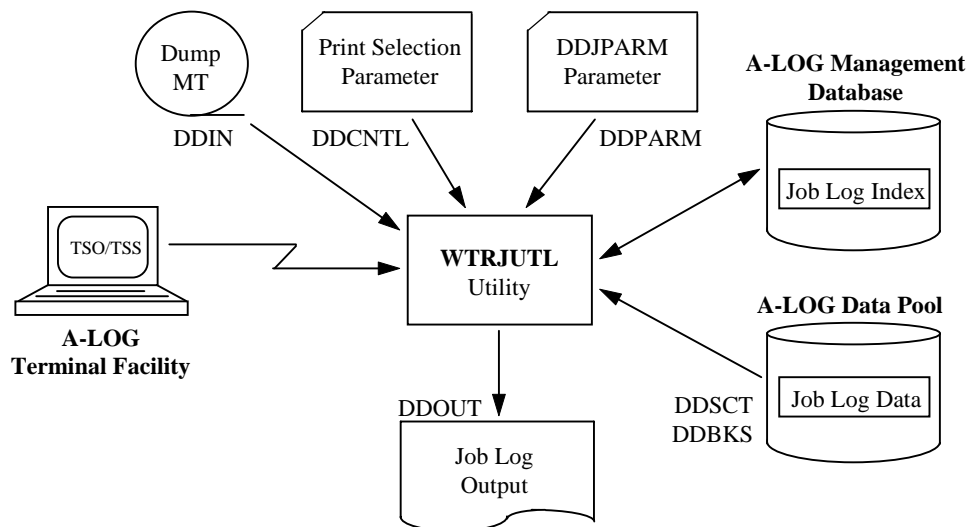 Dump
MT
DDIN
Print Selection
Parameter
DDCNTL
DDJPARM
Parameter
DDPARM
A-LOG Management
Database
Job Log Index
TSO/TSS
A-LOG
Terminal Facility
WTRJUTL
Utility
A-LOG Data Pool
Job Log Data
DDSCT
DDBKS
DDOUT
Job Log
Output